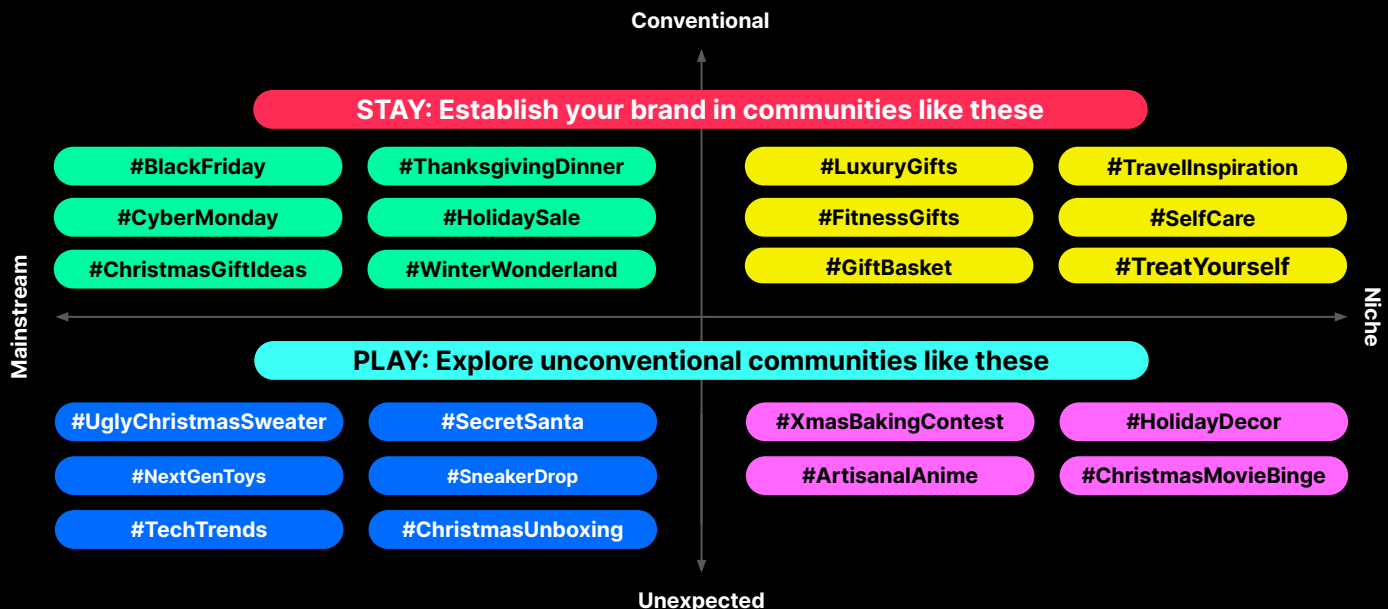 Conventional
STAY: Establish your brand in communities like these
#BlackFriday
#ThanksgivingDinner
#LuxuryGifts
#TravelInspiration
#CyberMonday
#HolidaySale
#FitnessGifts
#SelfCare
#ChristmasGiftIdeas
#WinterWonderland
#GiftBasket
#TreatYourself
Mainstream
Niche
PLAY: Explore unconventional communities like these
#UglyChristmasSweater
#SecretSanta
#XmasBakingContest
#HolidayDecor
#NextGenToys
#SneakerDrop
#ArtisanalAnime
#ChristmasMovieBinge
#TechTrends
#ChristmasUnboxing
Unexpected